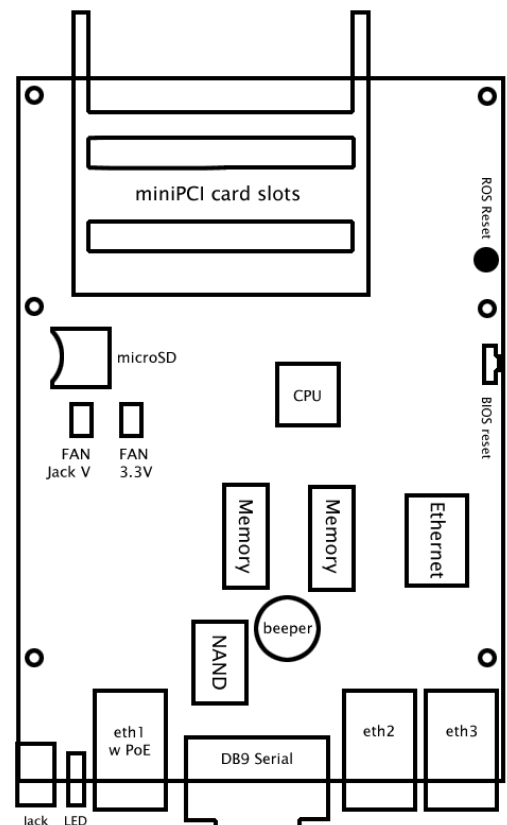 miniPCI card slots
ROS Reset
microSD
CPU
BIOS reset
FAN
Jack V
FAN
3.3V
Memory
Memory
Ethernet
beeper
NAND
eth1
w PoE
DB9 Serial
eth2
eth3
Jack
LED